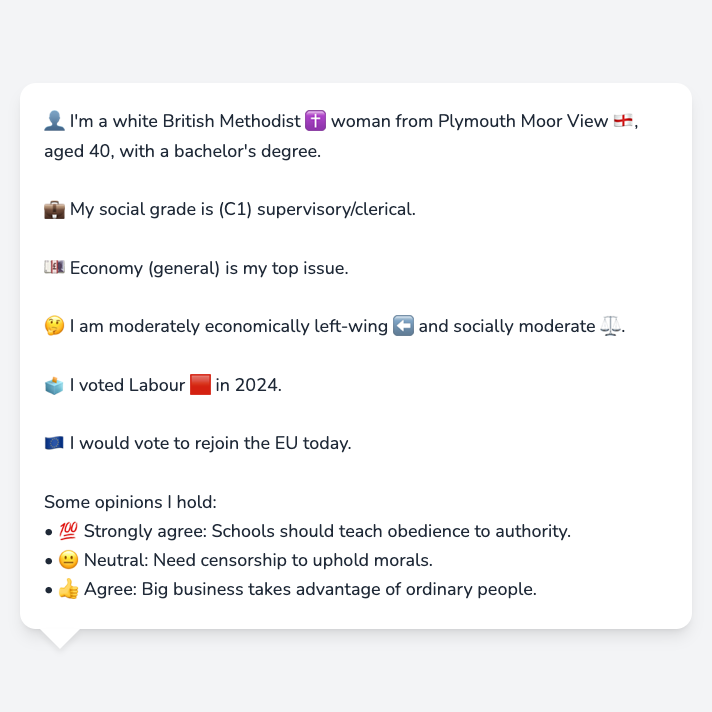 👤 I'm a white British Methodist ✝️ woman from Plymouth Moor View 🏴󠁧󠁢󠁥󠁮󠁧󠁿,
aged 40, with a bachelor's degree.
💼 My social grade is (C1) supervisory/clerical.
💷 Economy (general) is my top issue.
🤔 I am moderately economically left-wing ⬅️ and socially moderate ⚖️.
🗳️ I voted Labour 🟥 in 2024.
🇪🇺 I would vote to rejoin the EU today.
Some opinions I hold:
• 💯 Strongly agree: Schools should teach obedience to authority.
• 😐 Neutral: Need censorship to uphold morals.
• 👍 Agree: Big business takes advantage of ordinary people.